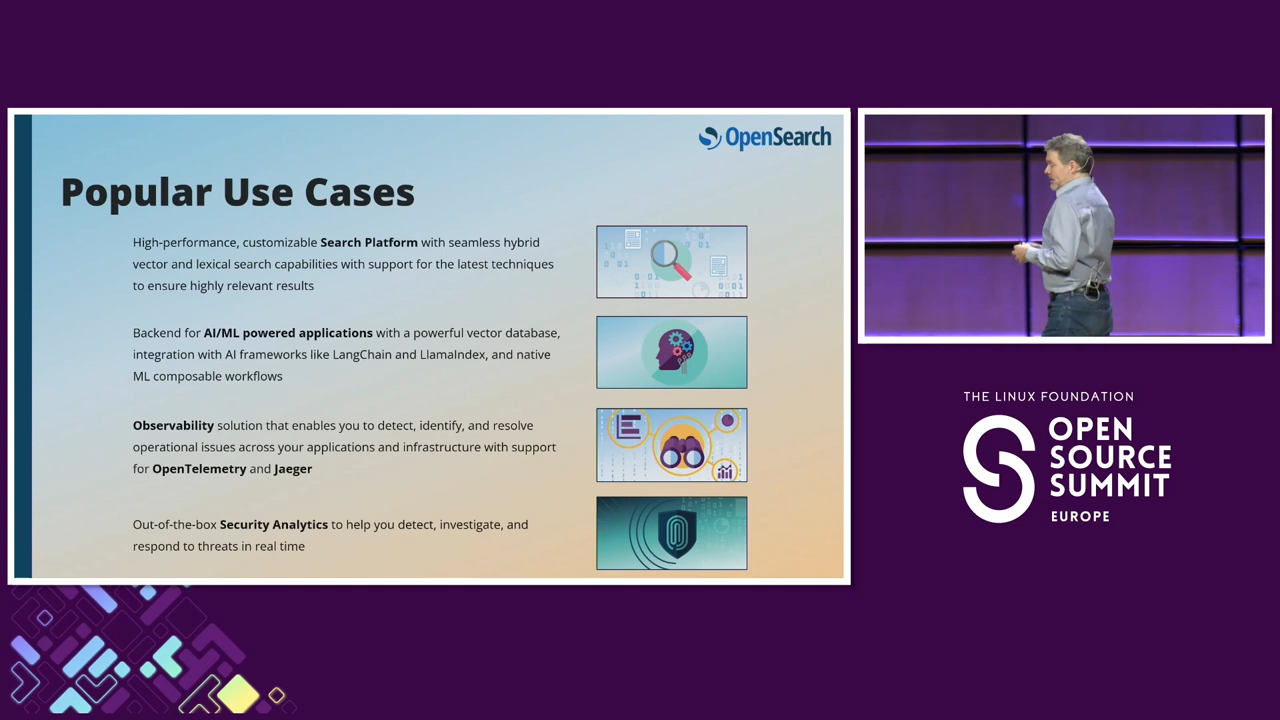 OpenSearch
Popular Use Cases
High-performance, customizable Search Platform with seamless hybrid
vector and lexical search capabilities with support for the latest techniques
to ensure highly relevant results
Backend for AI/ML powered applications with a powerful vector database,
integration with AI frameworks like LangChain and LlamaIndex, and native
ML composable workflows
Observability solution that enables you to detect, identify, and resolve
operational issues across your applications and infrastructure with support
for OpenTelemetry and Jaeger
Out-of-the-box Security Analytics to help you detect, investigate, and
respond to threats in real time
THE LINUX FOUNDATION
OPEN
SOURCE
SUMMIT
EUROPE